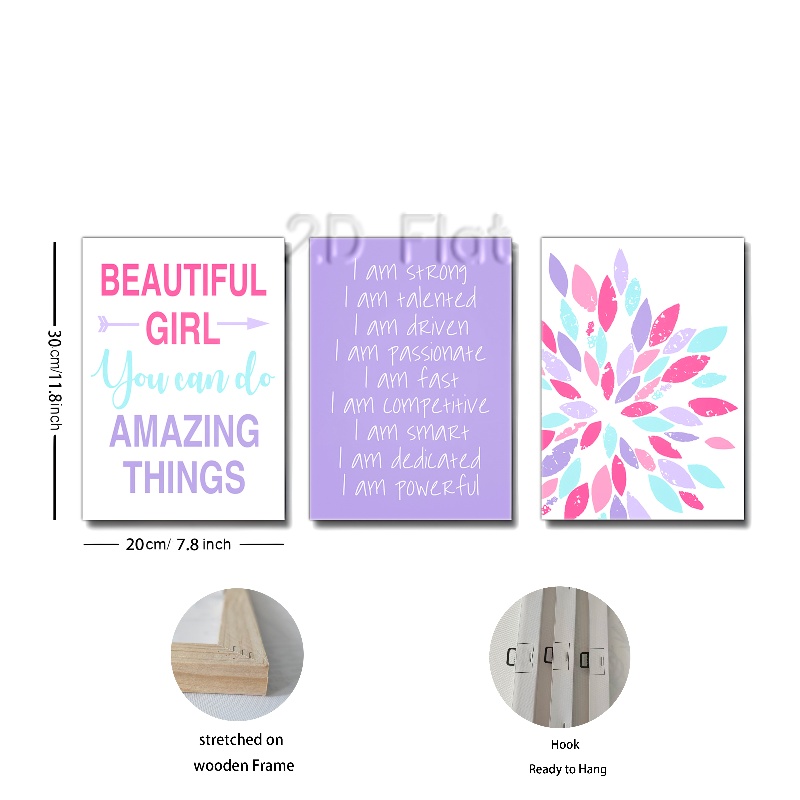 2D Flat
BEAUTIFUL
GIRL
You can do
AMAZING
THINGS
I am strong
I am talented
I am driven
I am passionate
I am fast
I am competitive
I am smart
I am dedicated
I am powerful
30cm/11.8inch
20cm/ 7.8 inch
stretched on
wooden Frame
Hook
Ready to Hang